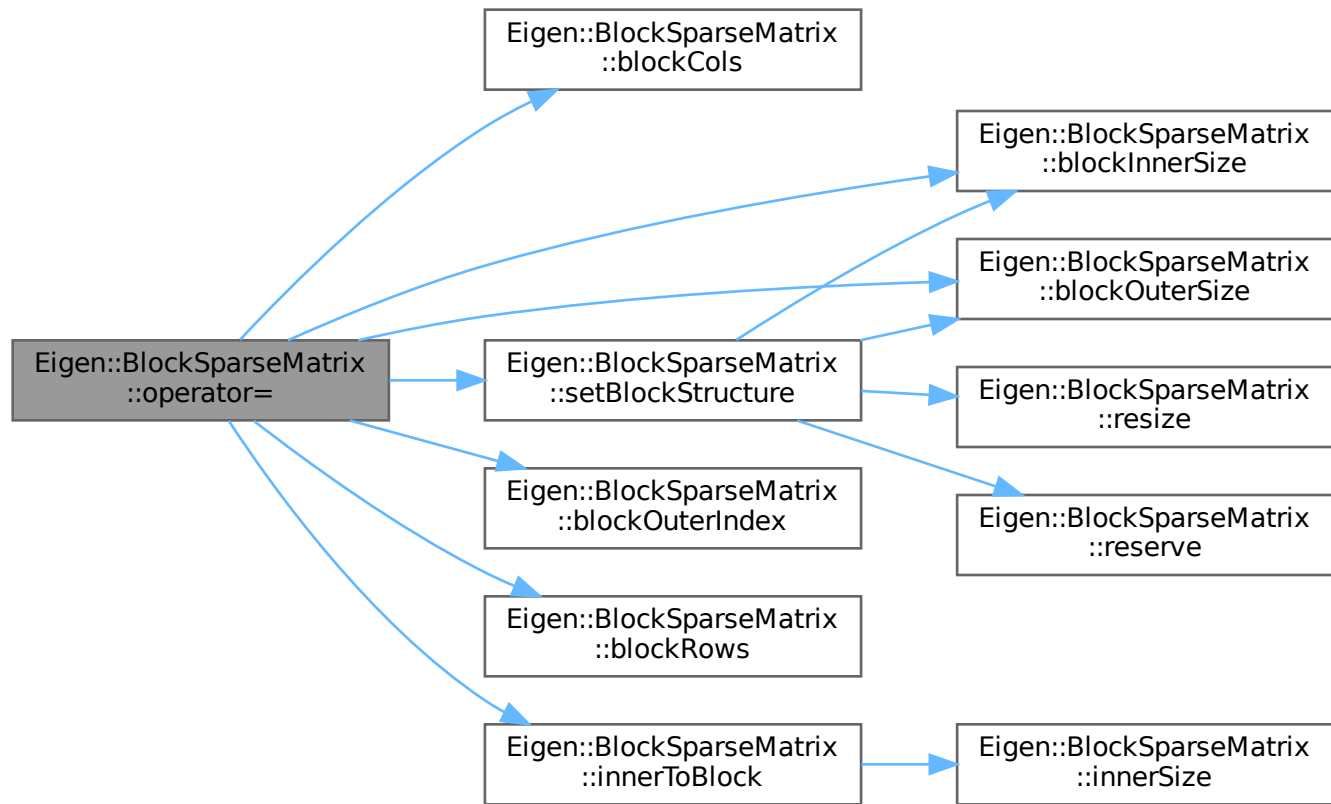 Eigen::BlockSparseMatrix
::operator=
Eigen::BlockSparseMatrix
::blockCols
Eigen::BlockSparseMatrix
::blockInnerSize
Eigen::BlockSparseMatrix
::blockOuterSize
Eigen::BlockSparseMatrix
::setBlockStructure
Eigen::BlockSparseMatrix
::resize
Eigen::BlockSparseMatrix
::reserve
Eigen::BlockSparseMatrix
::blockOuterIndex
Eigen::BlockSparseMatrix
::blockRows
Eigen::BlockSparseMatrix
::innerToBlock
Eigen::BlockSparseMatrix
::innerSize